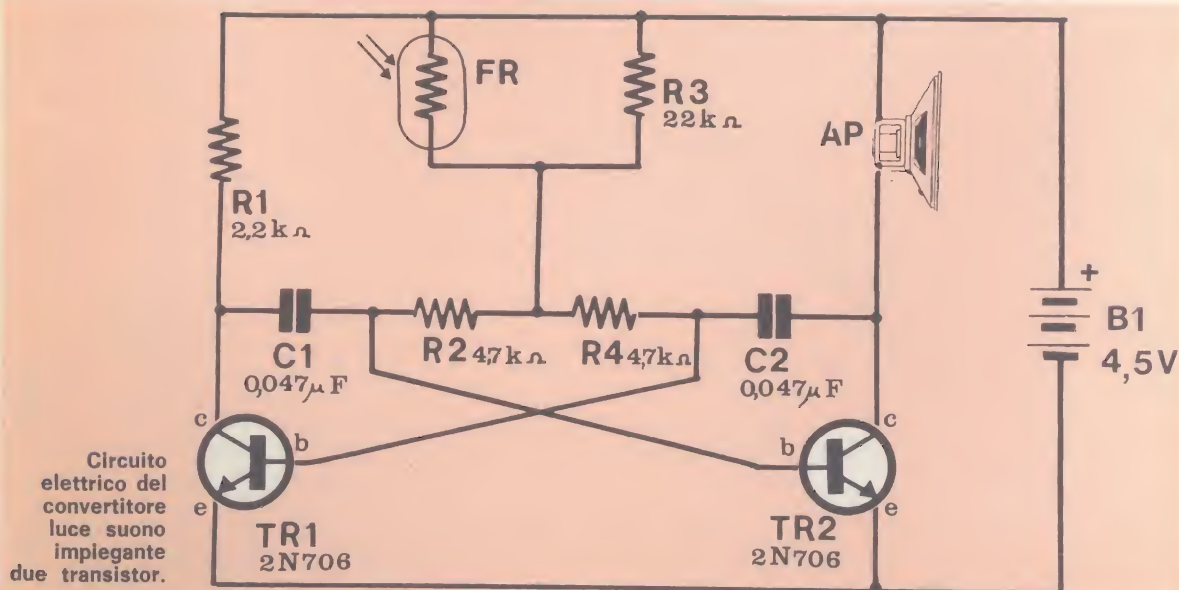 FR
R3
22kΩ
AP
R1
2,2kΩ
+
B1
4,5V
C1
0,047µF
R2 4,7kΩ
R4 4,7kΩ
C2
0,047µF
c
b
e
TR1
2N706
b
c
e
TR2
2N706
Circuito
elettrico del
convertitore
luce suono
impiegante
due transistor.